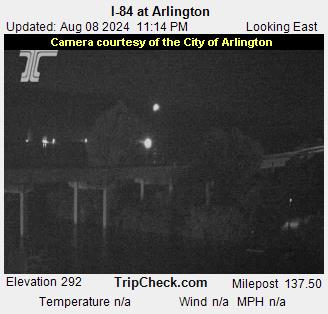 I-84 at Arlington
Updated: Aug 08 2024 11:14 PM Looking East
Camera courtesy of the City of Arlington
Elevation 292 TripCheck.com Milepost 137.50
Temperature n/a Wind n/a MPH n/a